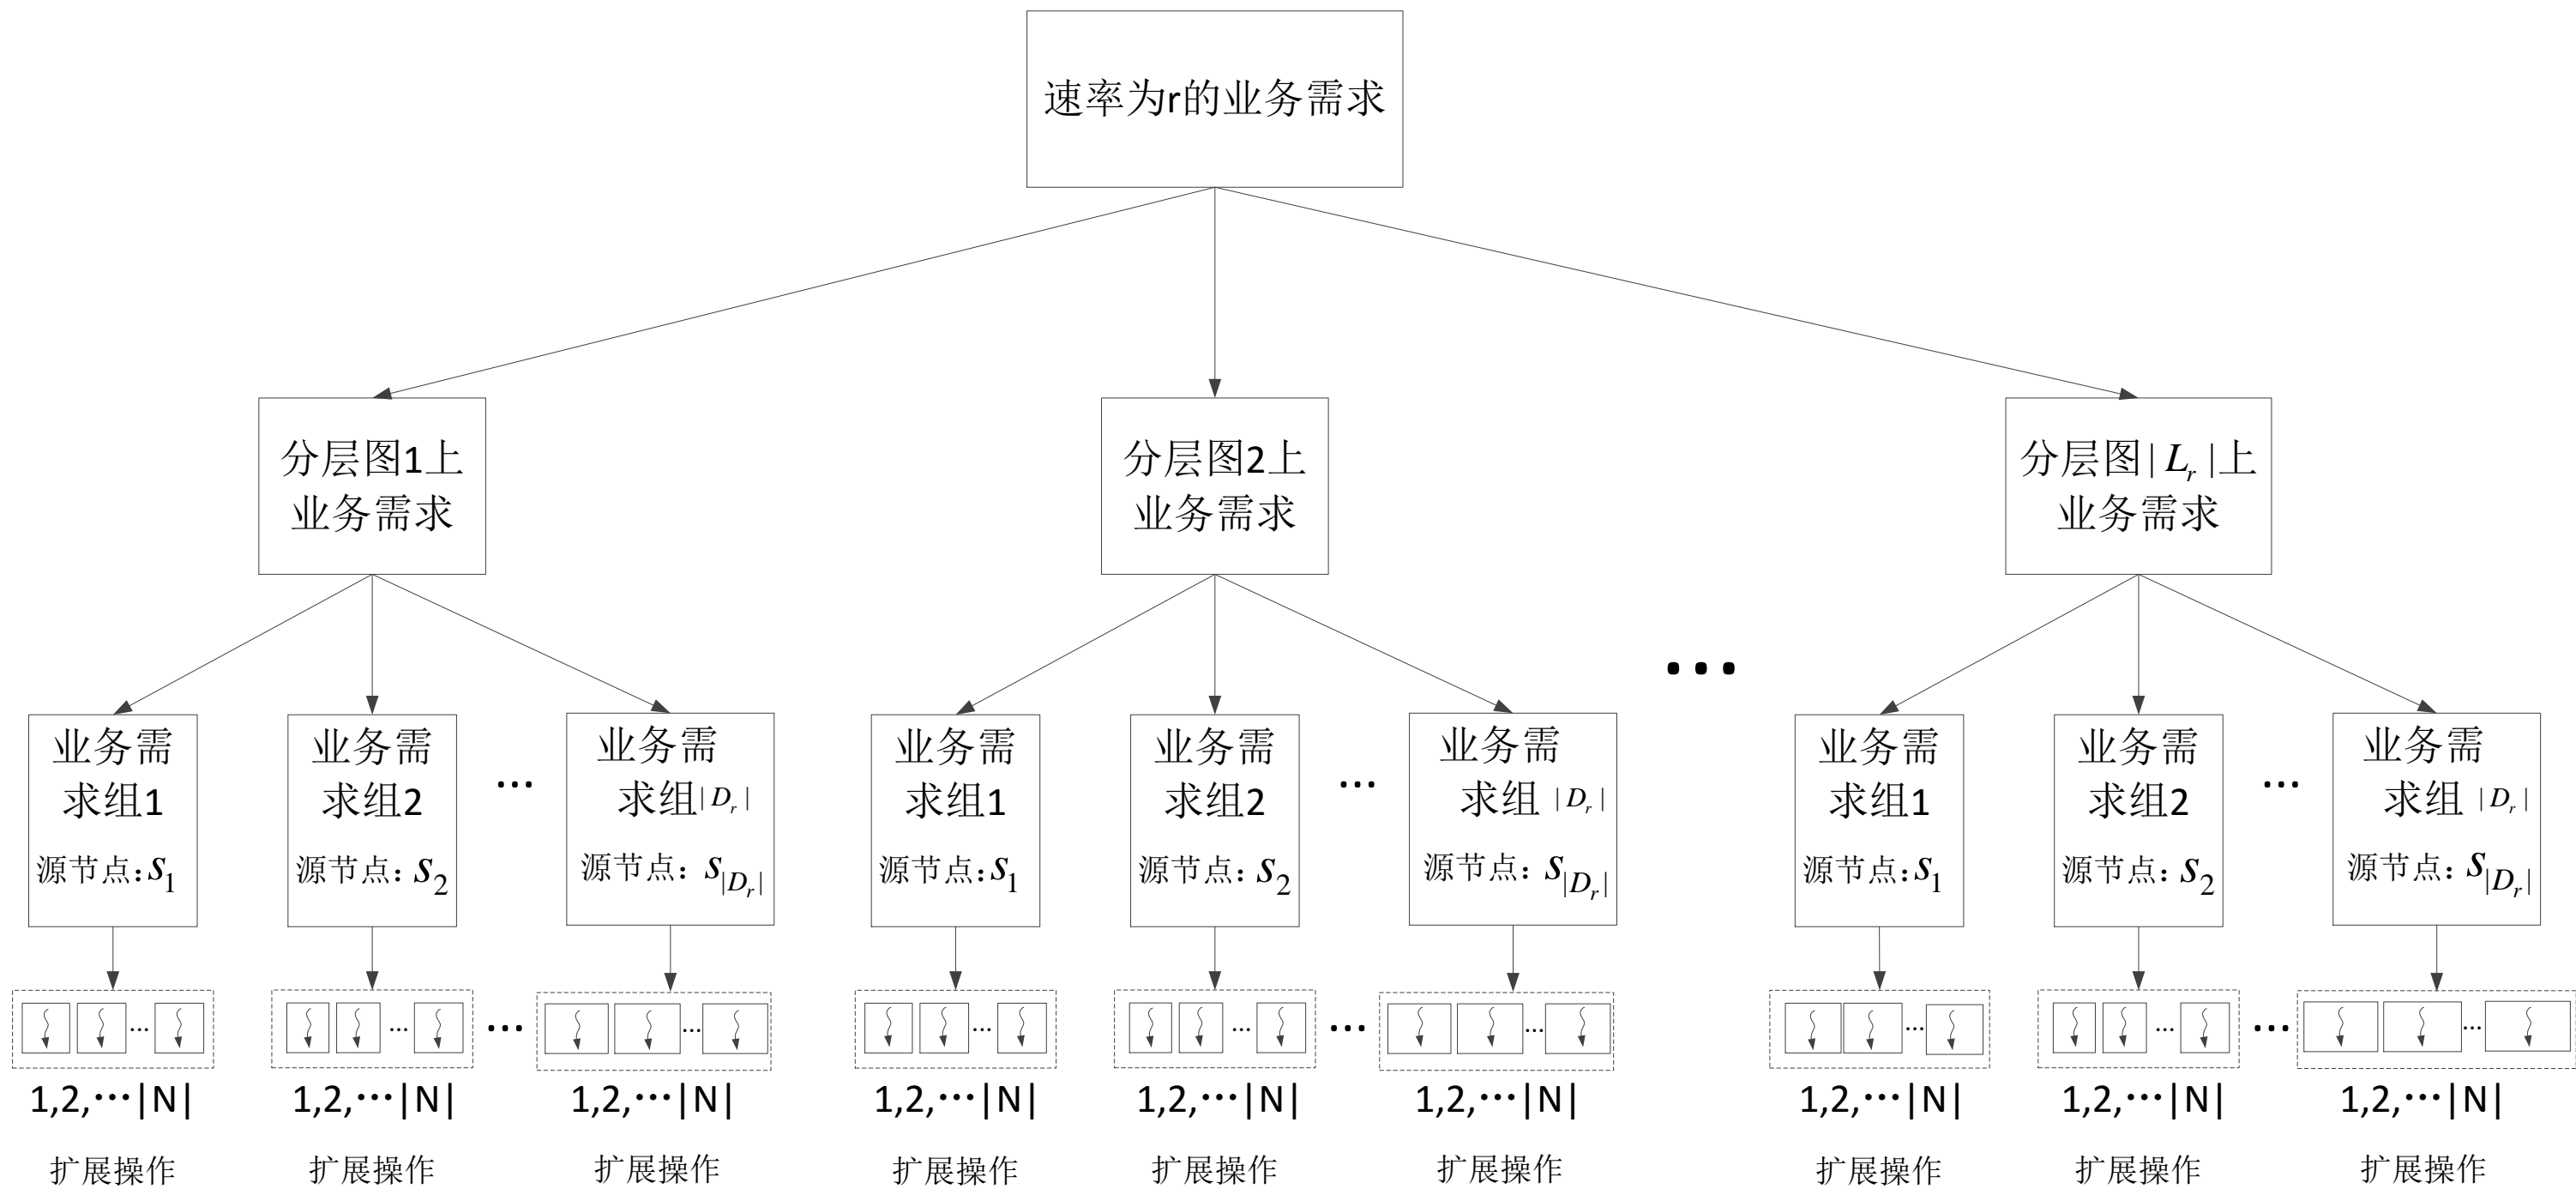 速率为r的业务需求
分层图1上
业务需求
分层图2上
业务需求
分层图|L_r|上
业务需求
...
业务需
求组1
源节点：s_1
业务需
求组2
源节点：s_2
...
业务需
求组|D_r|
源节点：s_{|D_r|}
业务需
求组1
源节点：s_1
业务需
求组2
源节点：s_2
...
业务需
求组|D_r|
源节点：s_{|D_r|}
业务需
求组1
源节点：s_1
业务需
求组2
源节点：s_2
...
业务需
求组|D_r|
源节点：s_{|D_r|}
... ... ... ... ... ... ... ... ... ... ... ...
1,2,⋯|N| 1,2,⋯|N| 1,2,⋯|N| 1,2,⋯|N| 1,2,⋯|N| 1,2,⋯|N| 1,2,⋯|N| 1,2,⋯|N| 1,2,⋯|N|
扩展操作 扩展操作 扩展操作 扩展操作 扩展操作 扩展操作 扩展操作 扩展操作 扩展操作